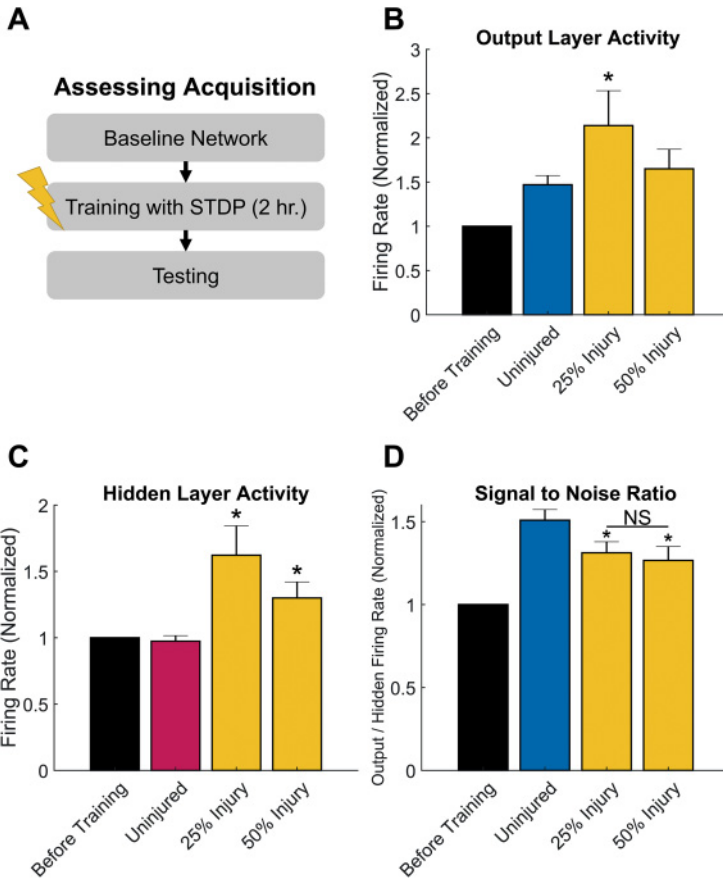 A
Assessing Acquisition
Baseline Network
Training with STDP (2 hr.)
Testing
B
Output Layer Activity
Firing Rate (Normalized)
3
2.5
2
1.5
1
0.5
0
*
Before Training
Uninjured
25% Injury
50% Injury
C
Hidden Layer Activity
Firing Rate (Normalized)
2
1.5
1
0.5
0
*
*
Before Training
Uninjured
25% Injury
50% Injury
D
Signal to Noise Ratio
Output / Hidden Firing Rate (Normalized)
1.5
1
0.5
0
NS
*
*
Before Training
Uninjured
25% Injury
50% Injury